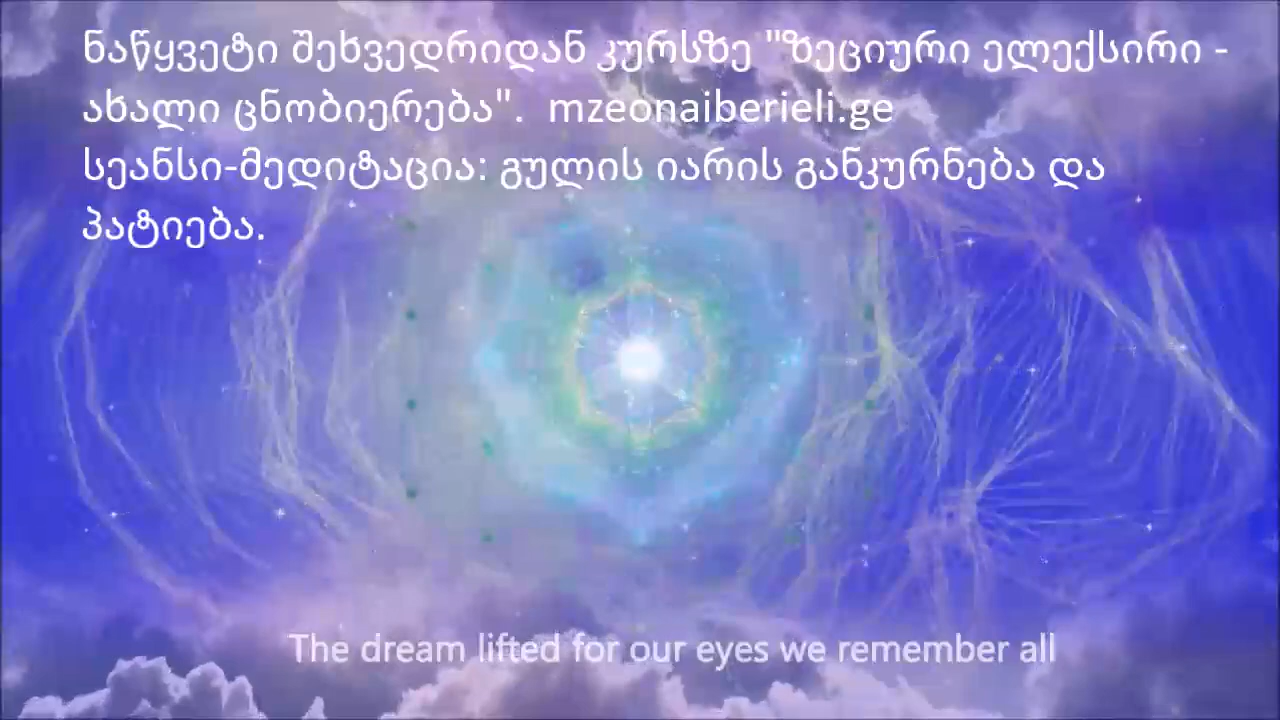 ნაწყვეტი შეხვედრიდან კურსზე "ზეციური ელექსირი -
ახალი ცნობიერება".  mzeonaiberieli.ge
სეანსი-მედიტაცია: გულის იარის განკურნება და
პატიება.
The dream lifted for our eyes we remember all